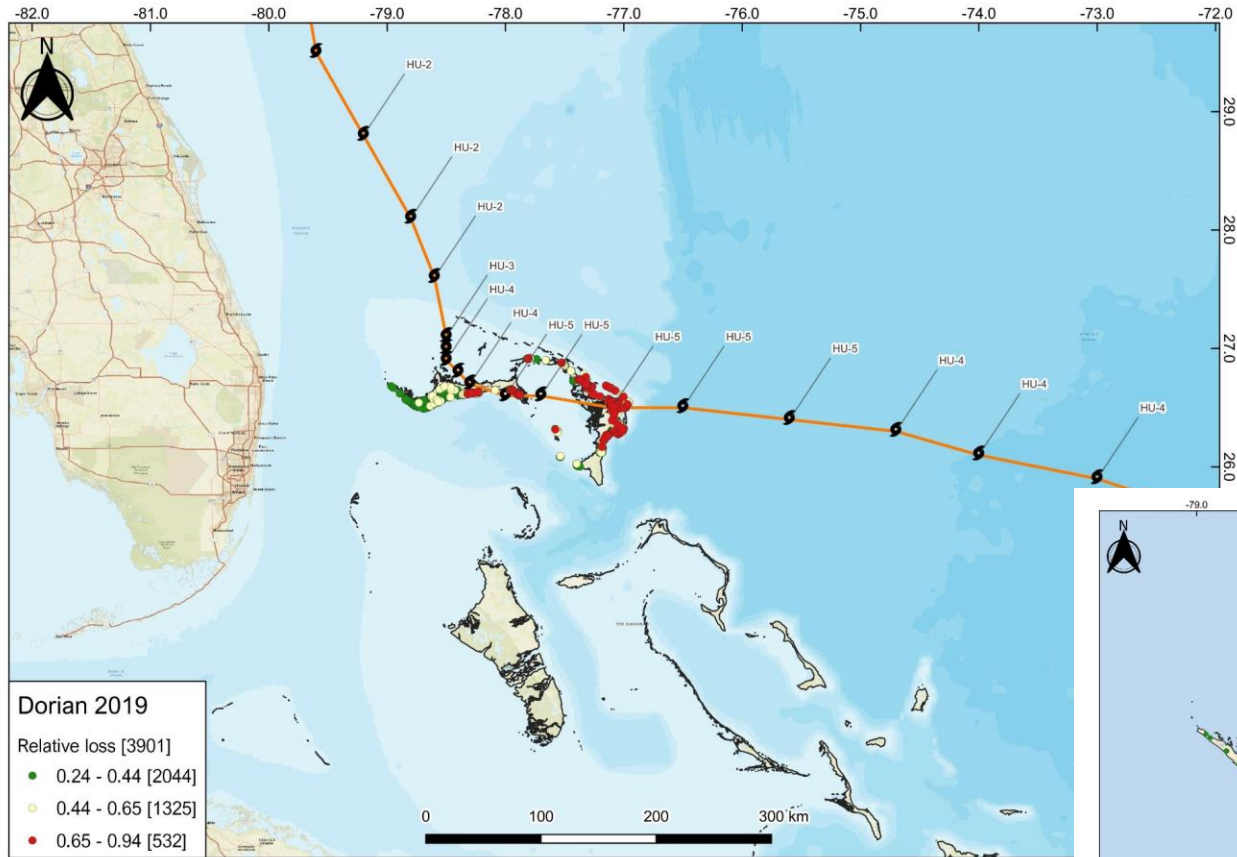 -82.0 -81.0 -80.0 -79.0 -78.0 -77.0 -76.0 -75.0 -74.0 -73.0 -72.0
N
HU-2
29.0
HU-2
28.0
HU-2
HU-3
HU-4
HU-4
HU-5
HU-5
HU-5
HU-5
HU-5
HU-4
HU-4
HU-4
27.0
26.0
-79.0
N
Dorian 2019
Relative loss [3901]
0.24 - 0.44 [2044]
0.44 - 0.65 [1325]
0.65 - 0.94 [532]
0 100 200 300 km